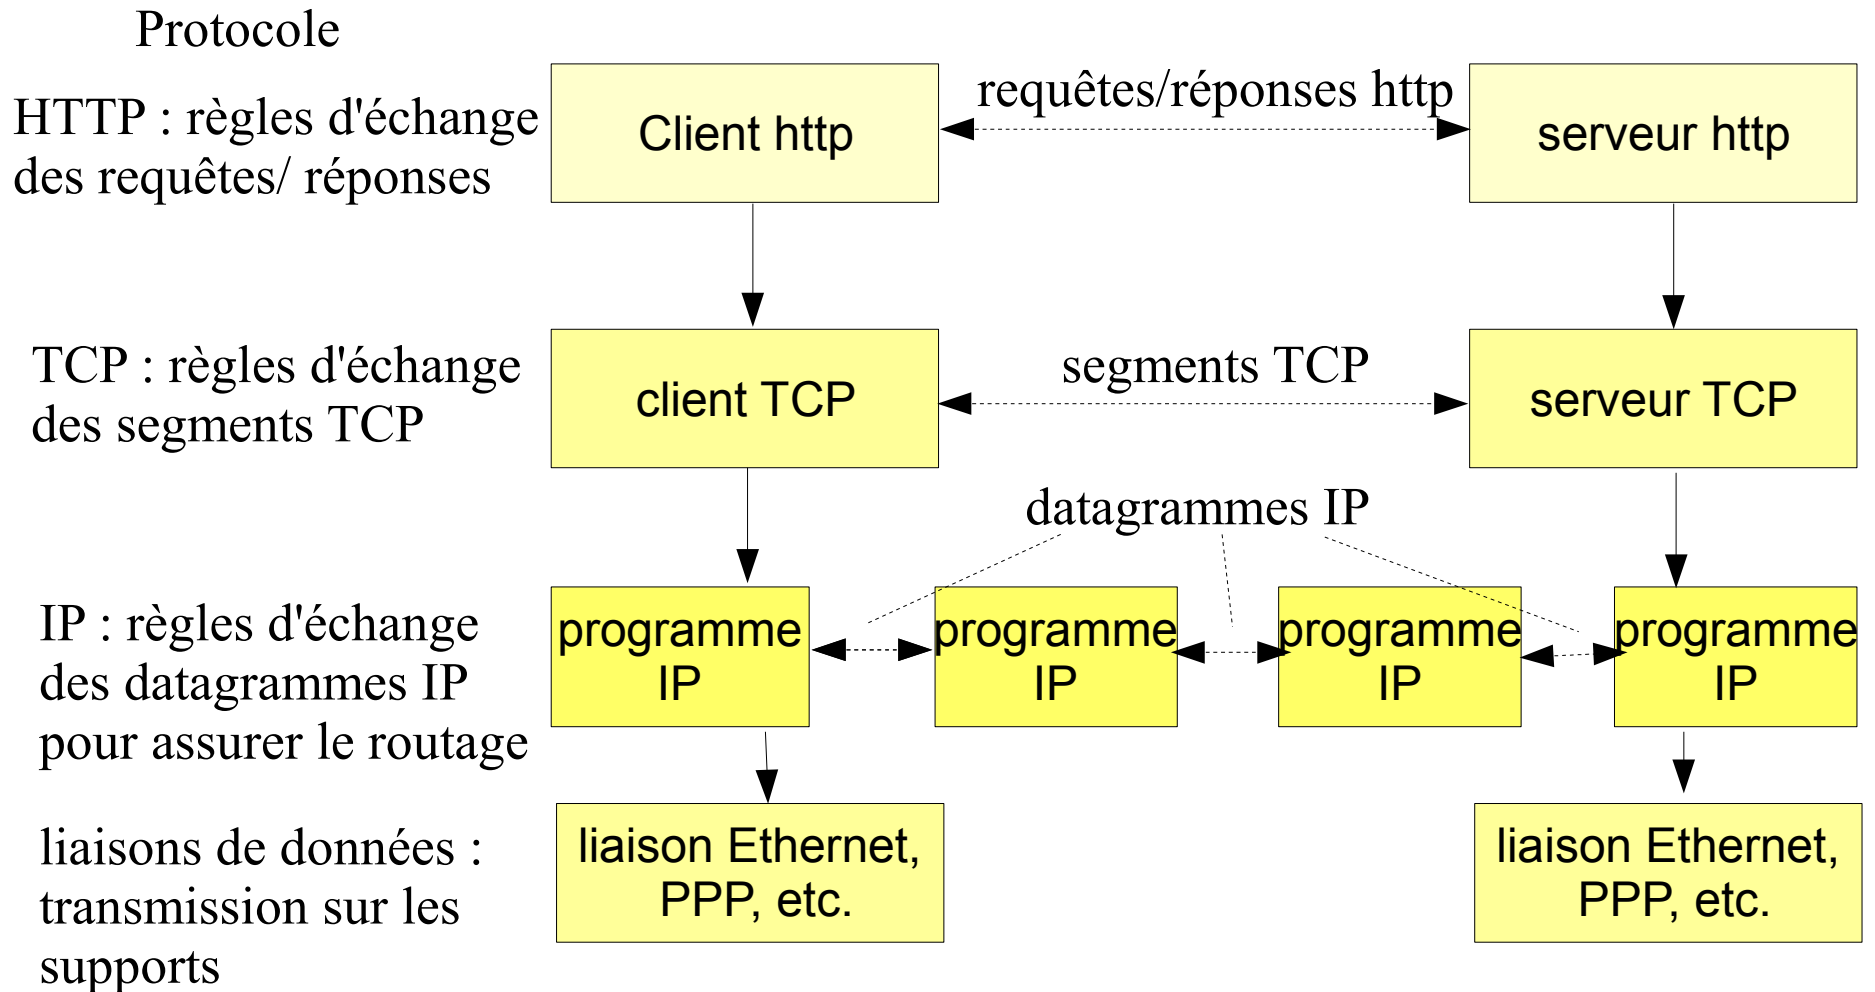 Protocole
HTTP : règles d'échange
des requêtes/ réponses
Client http
requêtes/réponses http
serveur http
TCP : règles d'échange
des segments TCP
client TCP
segments TCP
serveur TCP
datagrammes IP
IP : règles d'échange
des datagrammes IP
pour assurer le routage
programme
IP
programme
IP
programme
IP
programme
IP
liaisons de données :
transmission sur les
supports
liaison Ethernet,
PPP, etc.
liaison Ethernet,
PPP, etc.